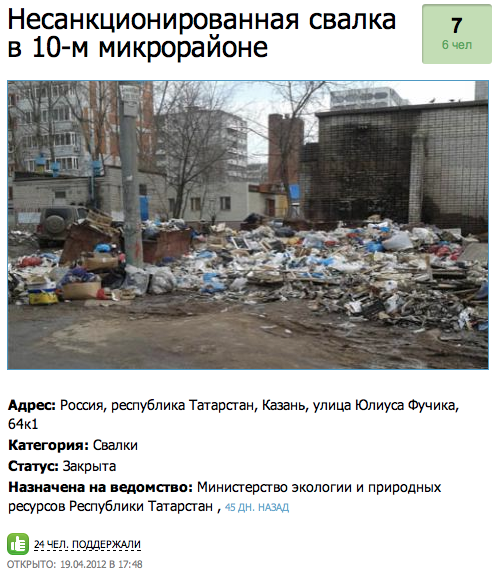 Несанкционированная свалка
в 10-м микрорайоне
7
6 чел
Адрес: Россия, республика Татарстан, Казань, улица Юлиуса Фучика,
64к1
Категория: Свалки
Статус: Закрыта
Назначена на ведомство: Министерство экологии и природных
ресурсов Республики Татарстан , 45 ДН. НАЗАД
24 ЧЕЛ. ПОДДЕРЖАЛИ
ОТКРЫТО: 19.04.2012 В 17:48